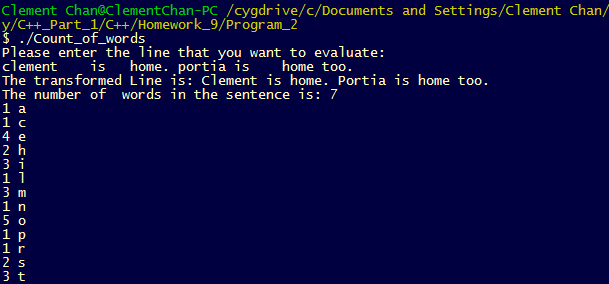 Clement Chan@ClementChan-PC /cygdrive/c/Documents and Settings/Clement Chan/
y/C++_Part_1/C++/Homework_9/Program_2
$ ./Count_of_words
Please enter the line that you want to evaluate:
clement    is   home. portia is    home too.
The transformed Line is: Clement is home. Portia is home too.
The number of  words in the sentence is: 7
1 a
1 c
4 e
2 h
3 i
1 l
3 m
1 n
5 o
1 p
1 r
2 s
3 t